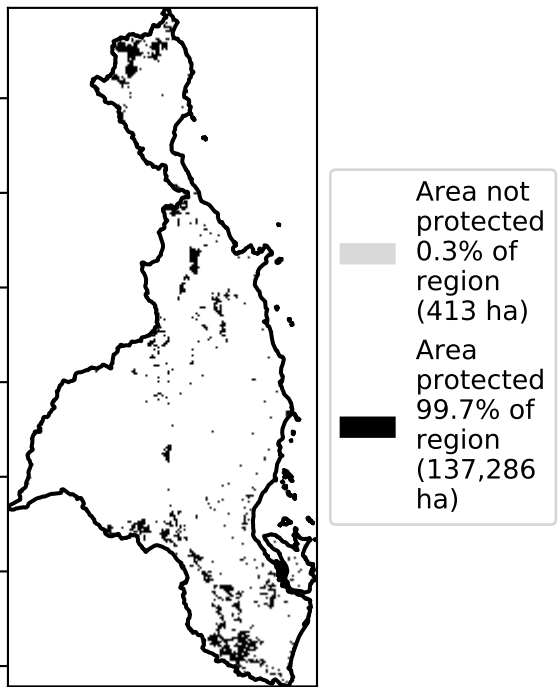 Area not
protected
0.3% of
region
(413 ha)
Area
protected
99.7% of
region
(137,286
ha)